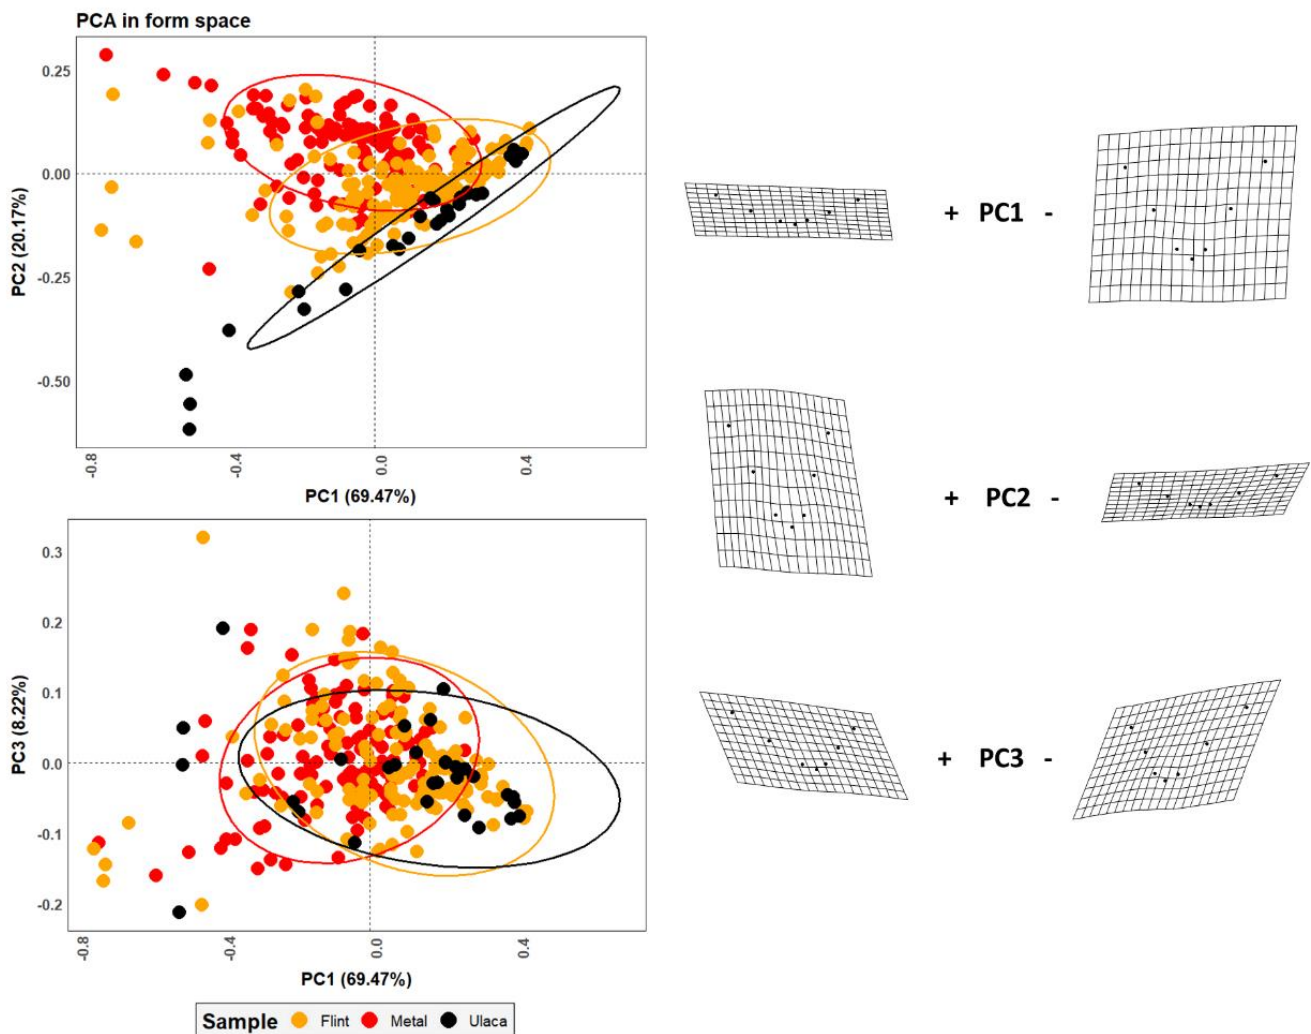 PCA in form space
0.25
0.00
-0.25
-0.50
PC2 (20.17%)
-0.8
-0.4
0.0
0.4
PC1 (69.47%)
+ PC1 -
+ PC2 -
+ PC3 -
0.3
0.2
0.1
0.0
-0.1
-0.2
PC3 (8.22%)
-0.8
-0.4
0.0
0.4
PC1 (69.47%)
Sample Flint Metal Ulaca